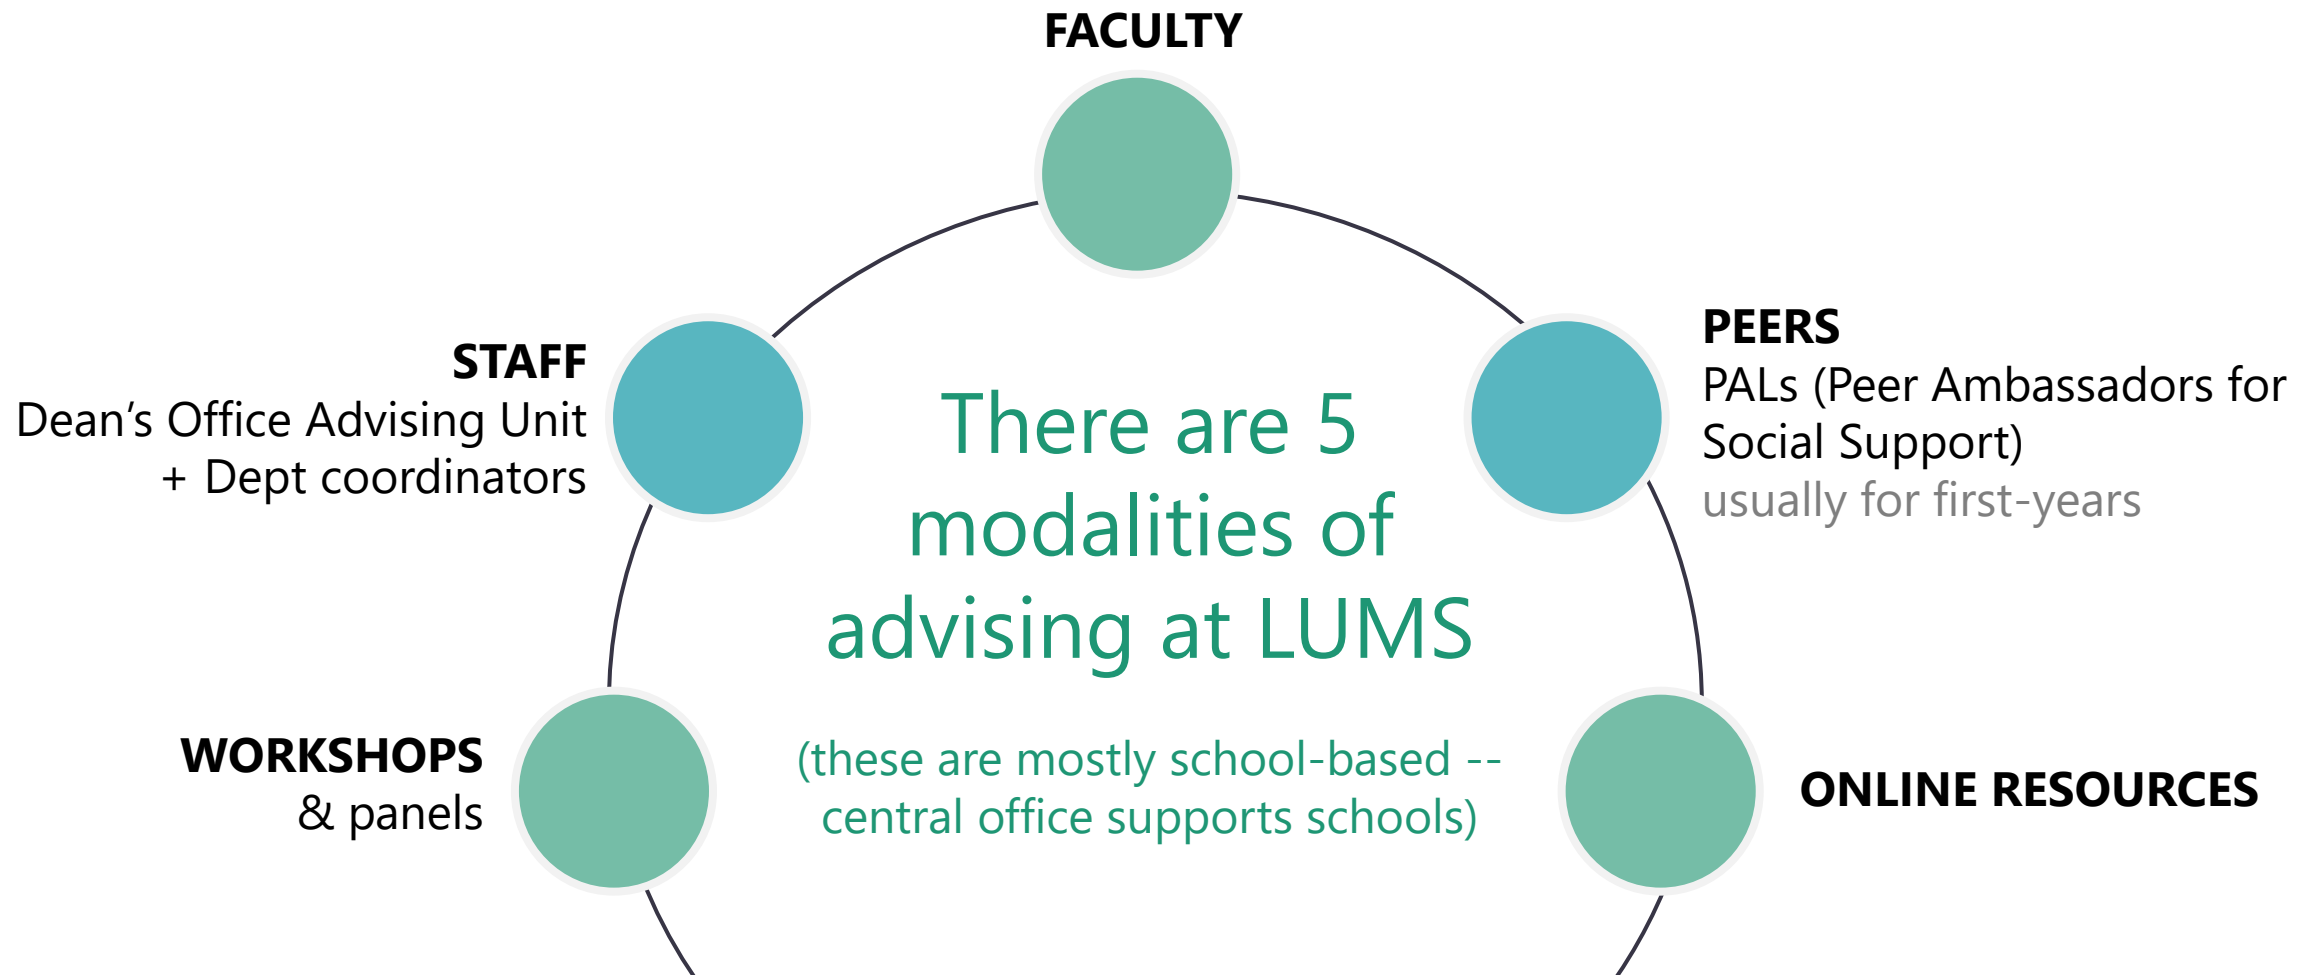 FACULTY
STAFF
Dean’s Office Advising Unit
+ Dept coordinators
PEERS
PALs (Peer Ambassadors for
Social Support)
usually for first-years
There are 5
modalities of
advising at LUMS
(these are mostly school-based --
central office supports schools)
WORKSHOPS
& panels
ONLINE RESOURCES